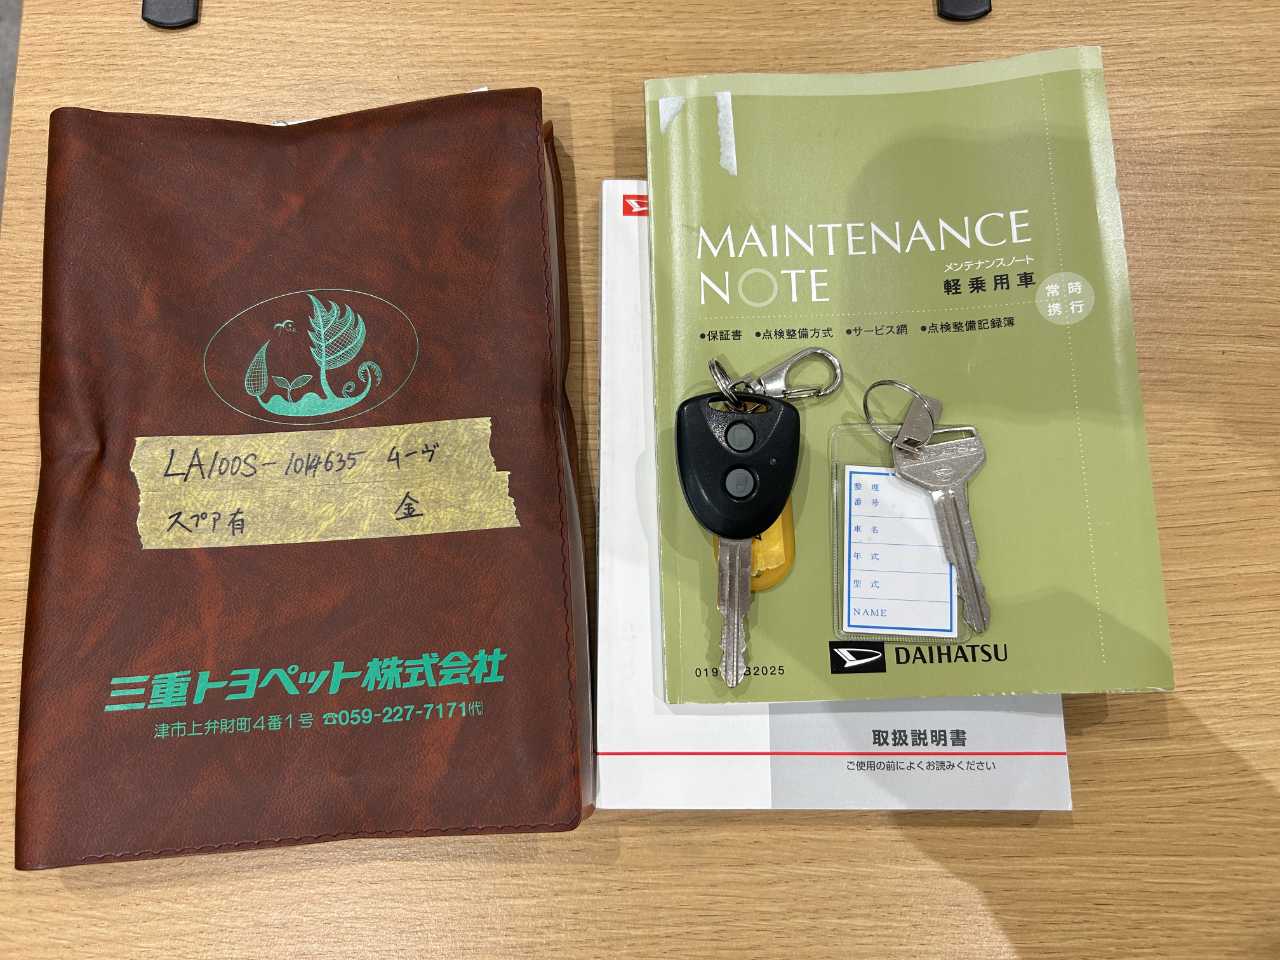 LA100S-1014635 ムーヴ
スペア有 金
三重トヨペット株式会社
津市上弁財町4番1号 ☎059-227-7171㈹
MAINTENANCE
NOTE
メンテナンスノート
軽乗用車
常時
携行
●保証書 ●点検整備方式 ●サービス網 ●点検整備記録簿
整理
番号
車名
年式
型式
NAME
DAIHATSU
取扱説明書
ご使用の前によくお読みください